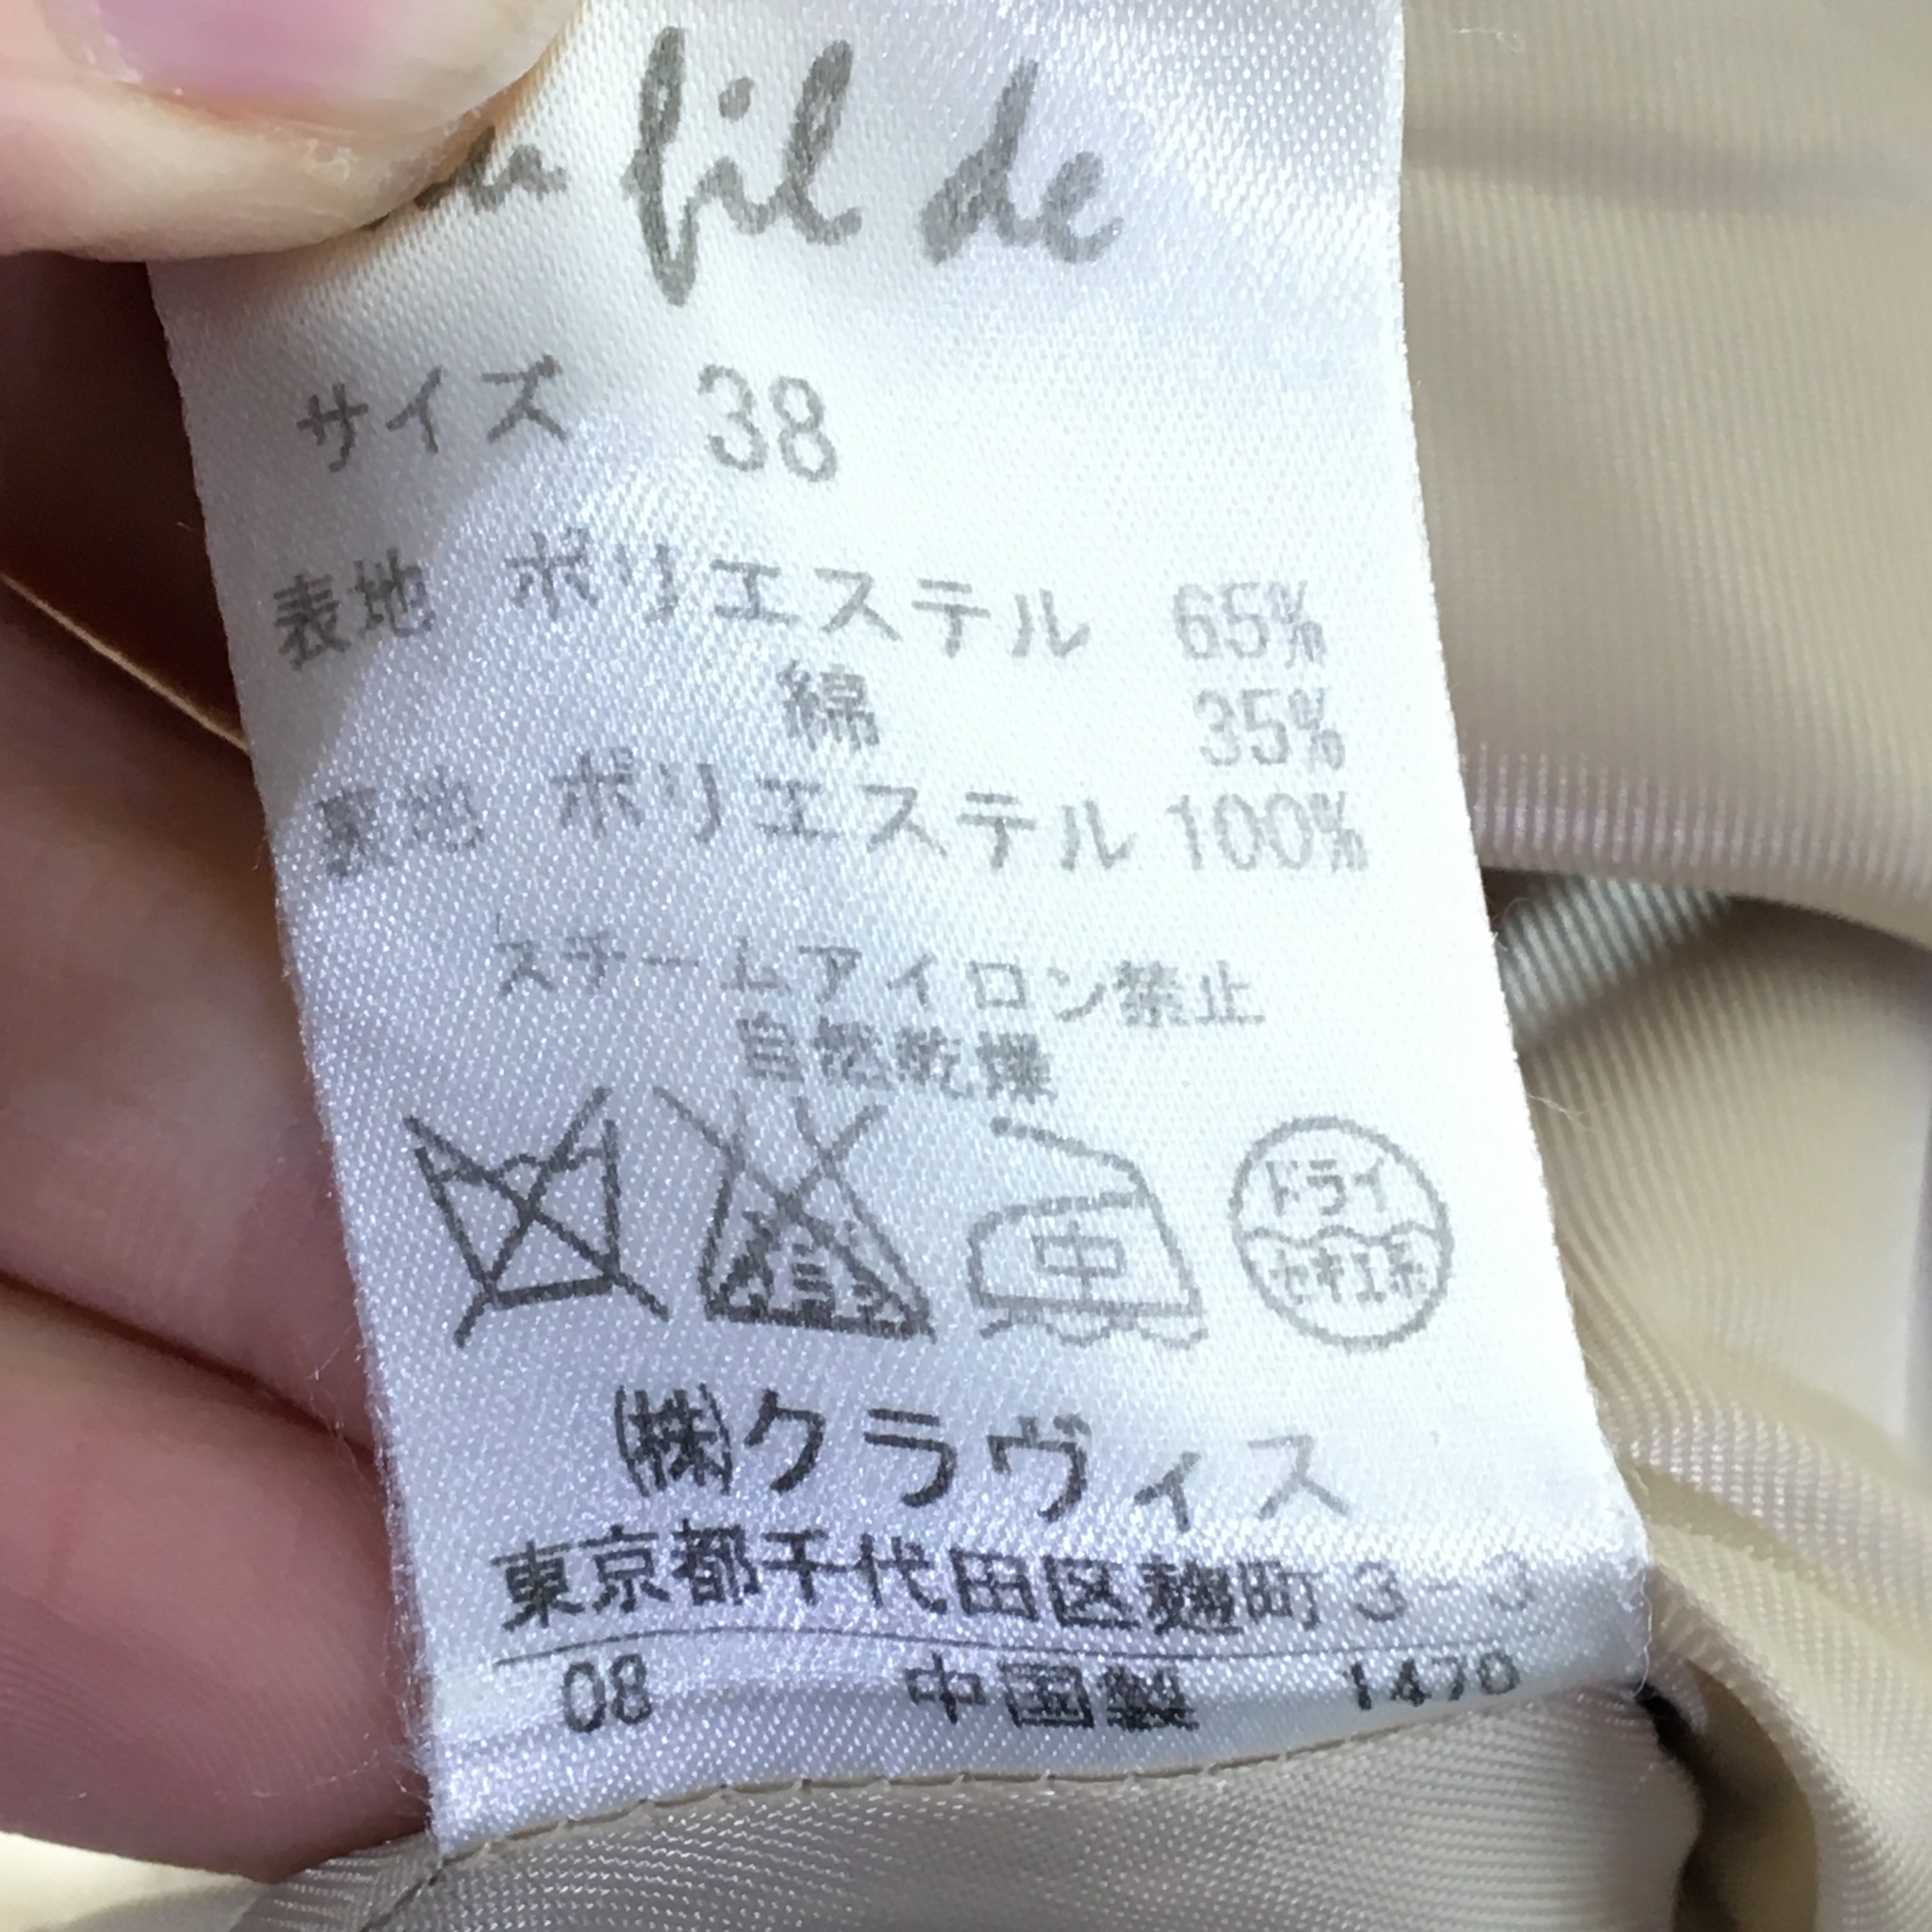 fil de
サイズ 38
表地 ポリエステル 65%
綿 35%
裏地 ポリエステル 100%
スチームアイロン禁止
自然乾燥
中
ドライ
セキユ系
㈱クラヴィス
東京都千代田区麹町3-3
08 中国製 1470